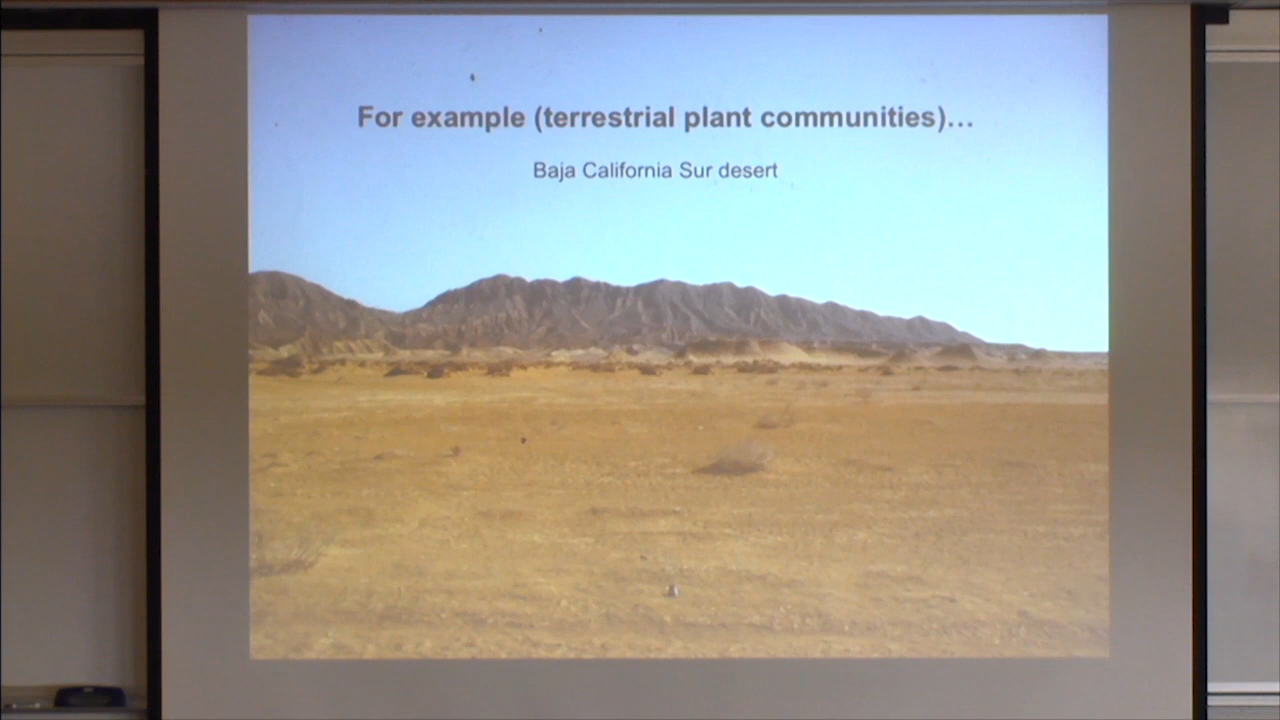 For example (terrestrial plant communities)…
Baja California Sur desert